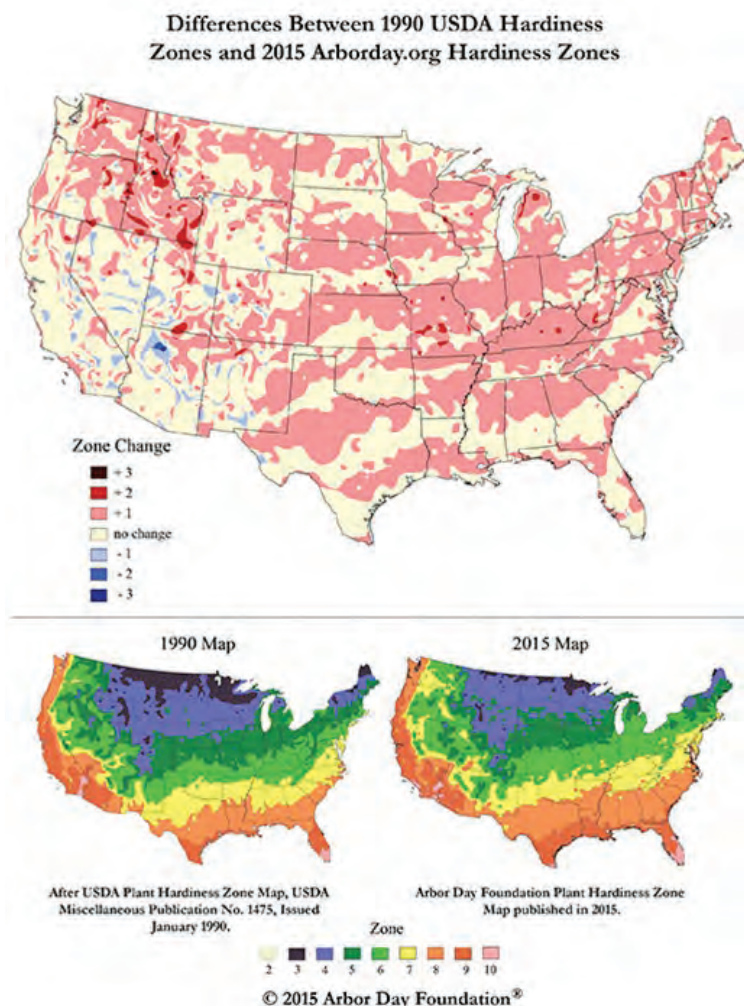 Differences Between 1990 USDA Hardiness
Zones and 2015 Arborday.org Hardiness Zones
Zone Change
+ 3
+ 2
+ 1
no change
- 1
- 2
- 3
1990 Map
2015 Map
After USDA Plant Hardiness Zone Map, USDA
Miscellaneous Publication No. 1475, Issued
January 1990.
Arbor Day Foundation Plant Hardiness Zone
Map published in 2015.
Zone
2 3 4 5 6 7 8 9 10
© 2015 Arbor Day Foundation®